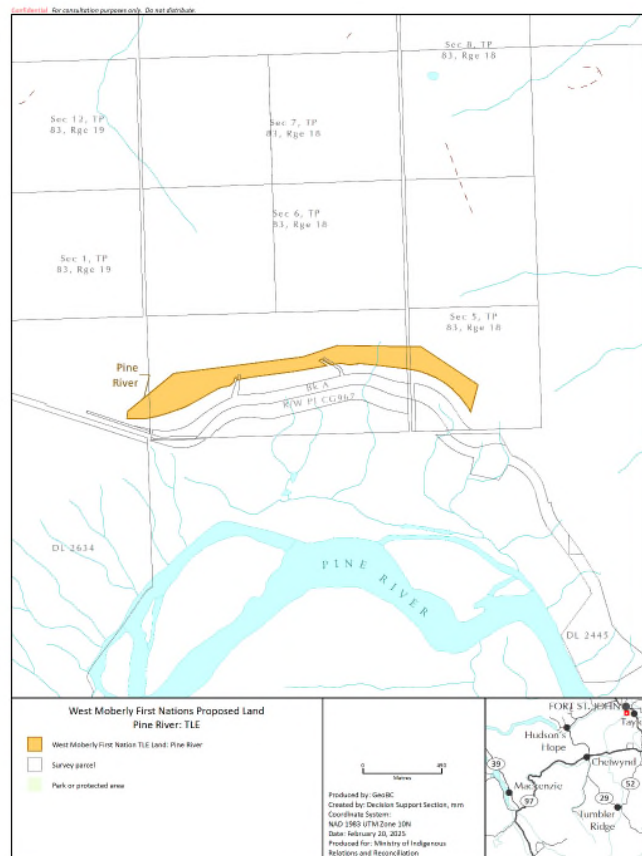 Confidential For consultation purposes only. Do not distribute.
Sec 8, TP
83, Rge 18
Sec 12, TP
83, Rge 19
Sec 7, TP
83, Rge 18
Sec 6, TP
83, Rge 18
Sec 1, TP
83, Rge 19
Sec 5, TP
83, Rge 18
Pine
River
Bk A
R/W Pl CG967
DL 2634
PINE RIVER
DL 2445
West Moberly First Nations Proposed Land
Pine River: TLE
West Moberly First Nation TLE Land: Pine River
Survey parcel
Park or protected area
0
Metres
Produced by: GeoBC
Created by: Decision Support Section, mm
Coordinate System:
NAD 1983 UTM Zone 10N
Date: February 20, 2025
Produced for: Ministry of Indigenous
Relations and Reconciliation
FORT ST. JOHN
Taylo
Hudson's
Hope
Chetwynd
39
Mackenzie
97
29
52
Tumbler
Ridge